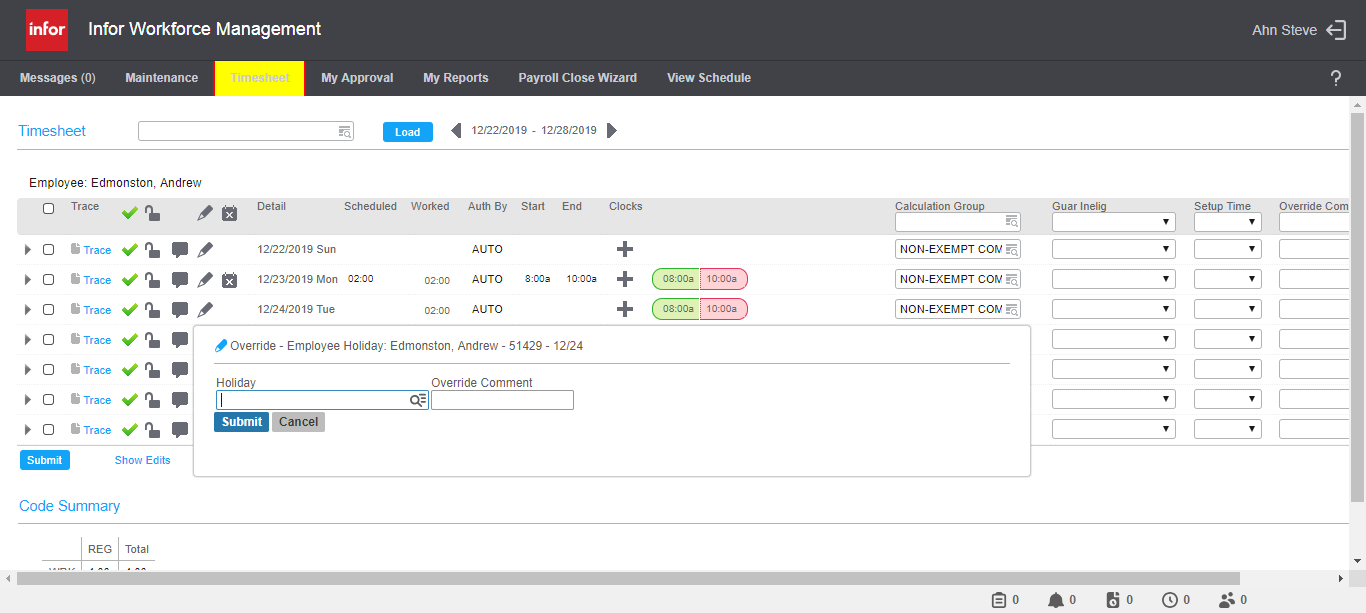 infor Infor Workforce Management Ahn Steve
Messages (0) Maintenance Timesheet My Approval My Reports Payroll Close Wizard View Schedule ?
Timesheet Load 12/22/2019 - 12/28/2019
Employee: Edmonston, Andrew
Trace Detail Scheduled Worked Auth By Start End Clocks Calculation Group Guar Inelig Setup Time Override Com
Trace 12/22/2019 Sun AUTO NON-EXEMPT COM
Trace 12/23/2019 Mon 02:00 02:00 AUTO 8:00a 10:00a 08:00a 10:00a NON-EXEMPT COM
Trace 12/24/2019 Tue 02:00 AUTO 08:00a 10:00a NON-EXEMPT COM
Trace
Trace
Trace
Trace
Override - Employee Holiday: Edmonston, Andrew - 51429 - 12/24
Holiday Override Comment
Submit Cancel
Submit Show Edits
Code Summary
REG Total
0 0 0 0 0